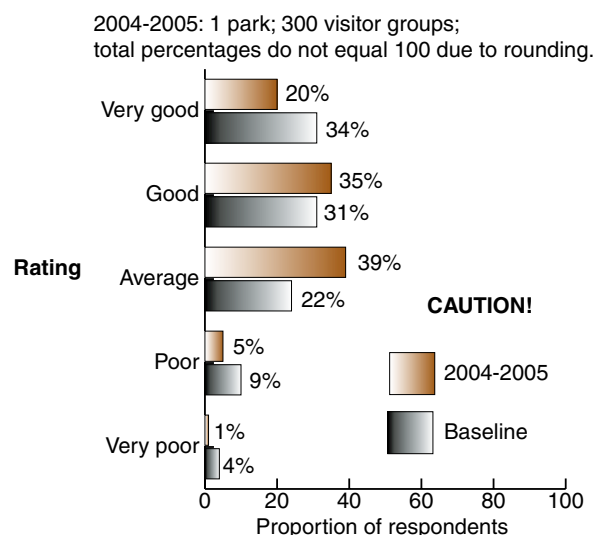 2004-2005: 1 park; 300 visitor groups;
total percentages do not equal 100 due to rounding.
Very good
20%
34%
Good
35%
31%
Rating
Average
39%
22%
CAUTION!
Poor
5%
9%
2004-2005
Baseline
Very poor
1%
4%
0 20 40 60 80 100
Proportion of respondents